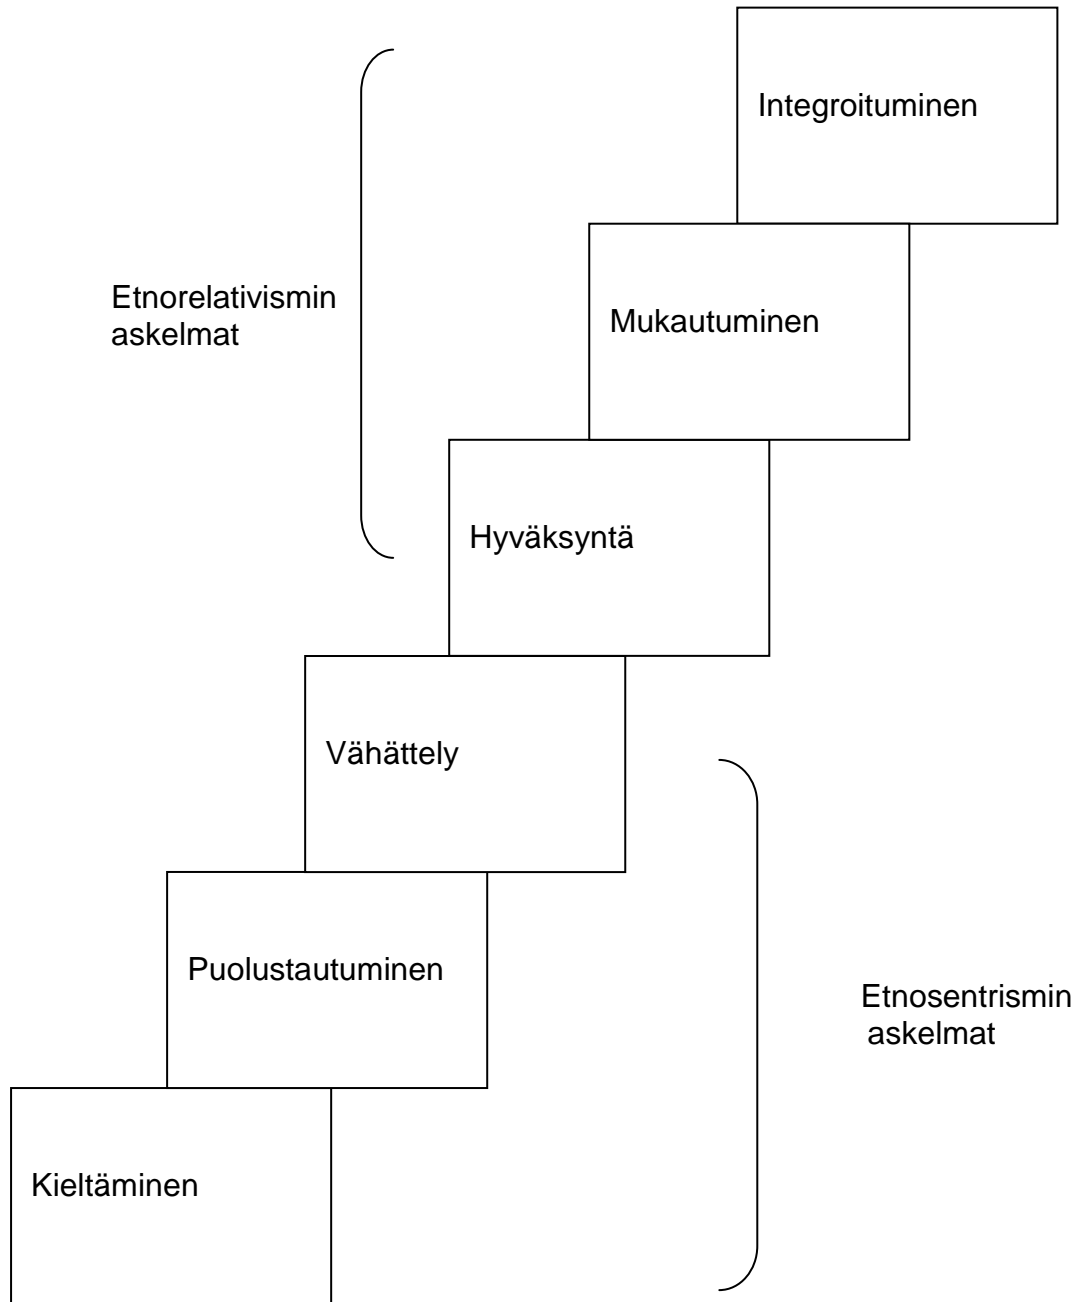 Integroituminen
Etnorelativismin
askelmat
Mukautuminen
Hyväksyntä
Vähättely
Puolustautuminen
Etnosentrismin
askelmat
Kieltäminen